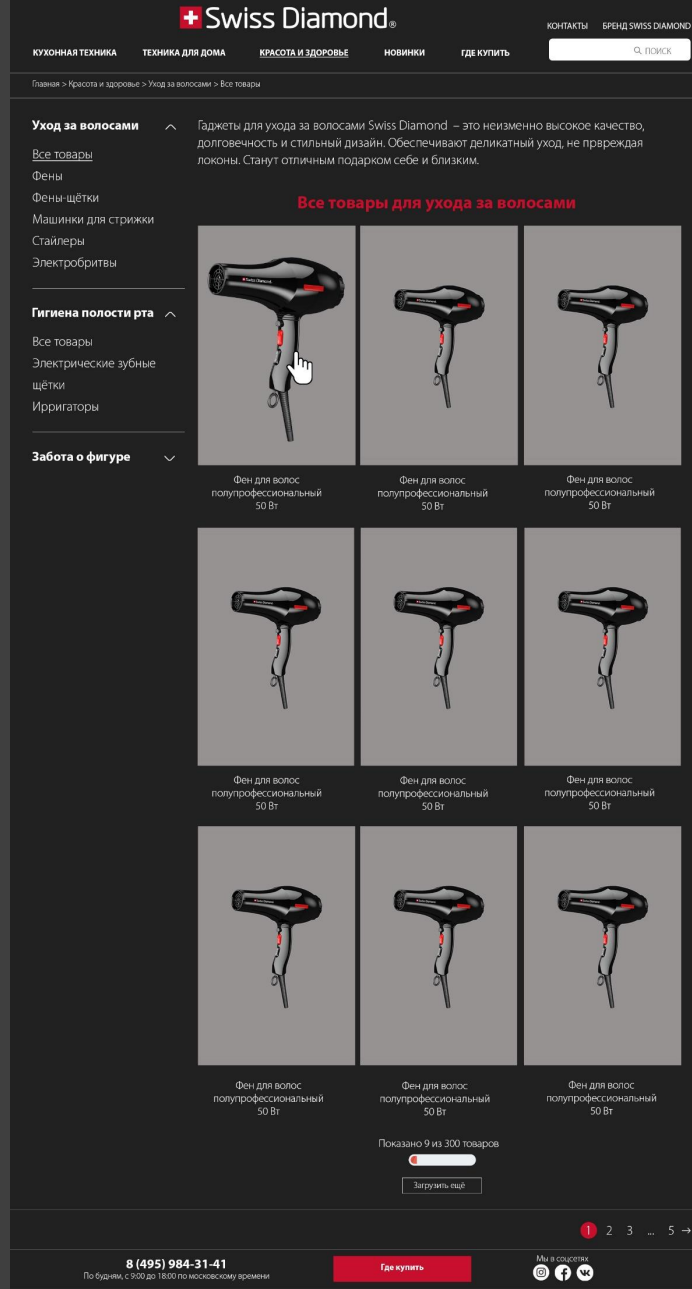 Swiss Diamond®
КОНТАКТЫ БРЕНД SWISS DIAMOND
КУХОННАЯ ТЕХНИКА ТЕХНИКА ДЛЯ ДОМА КРАСОТА И ЗДОРОВЬЕ НОВИНКИ ГДЕ КУПИТЬ ПОИСК
Главная > Красота и здоровье > Уход за волосами > Все товары
Уход за волосами
Все товары
Фены
Фены-щётки
Машинки для стрижки
Стайлеры
Электробритвы
Гигиена полости рта
Все товары
Электрические зубные
щётки
Ирригаторы
Забота о фигуре
Гаджеты для ухода за волосами Swiss Diamond – это неизменно высокое качество,
долговечность и стильный дизайн. Обеспечивают деликатный уход, не првреждая
локоны. Станут отличным подарком себе и близким.
Все товары для ухода за волосами
Фен для волос
полупрофессиональный
50 Вт
Фен для волос
полупрофессиональный
50 Вт
Фен для волос
полупрофессиональный
50 Вт
Фен для волос
полупрофессиональный
50 Вт
Фен для волос
полупрофессиональный
50 Вт
Фен для волос
полупрофессиональный
50 Вт
Фен для волос
полупрофессиональный
50 Вт
Фен для волос
полупрофессиональный
50 Вт
Фен для волос
полупрофессиональный
50 Вт
Показано 9 из 300 товаров
Загрузить ещё
1 2 3 ... 5 →
8 (495) 984-31-41
По будням, с 9:00 до 18:00 по московскому времени
Где купить
Мы в соцсетях